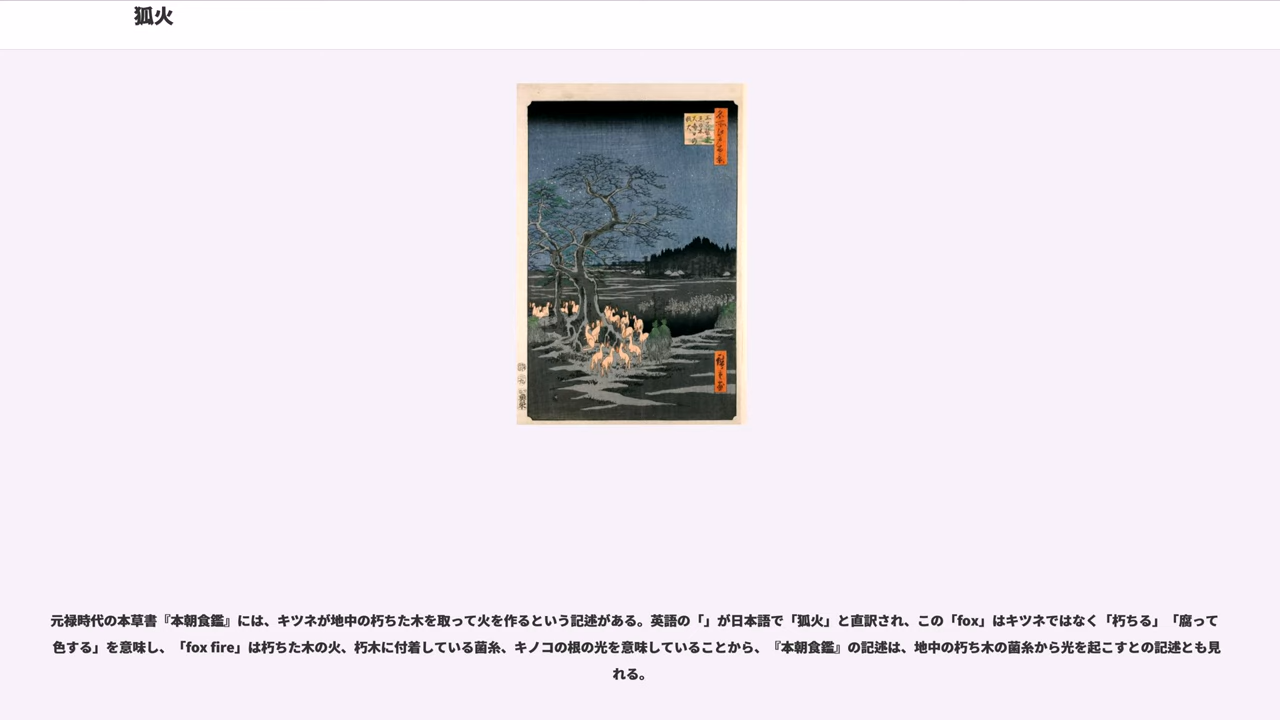 狐火
元禄時代の本草書『本朝食鑑』には、キツネが地中の朽ちた木を取って火を作るという記述がある。英語の「」が日本語で「狐火」と直訳され、この「fox」はキツネではなく「朽ちる」「腐って
色する」を意味し、「fox fire」は朽ちた木の火、朽木に付着している菌糸、キノコの根の光を意味していることから、『本朝食鑑』の記述は、地中の朽ち木の菌糸から光を起こすとの記述とも見
れる。